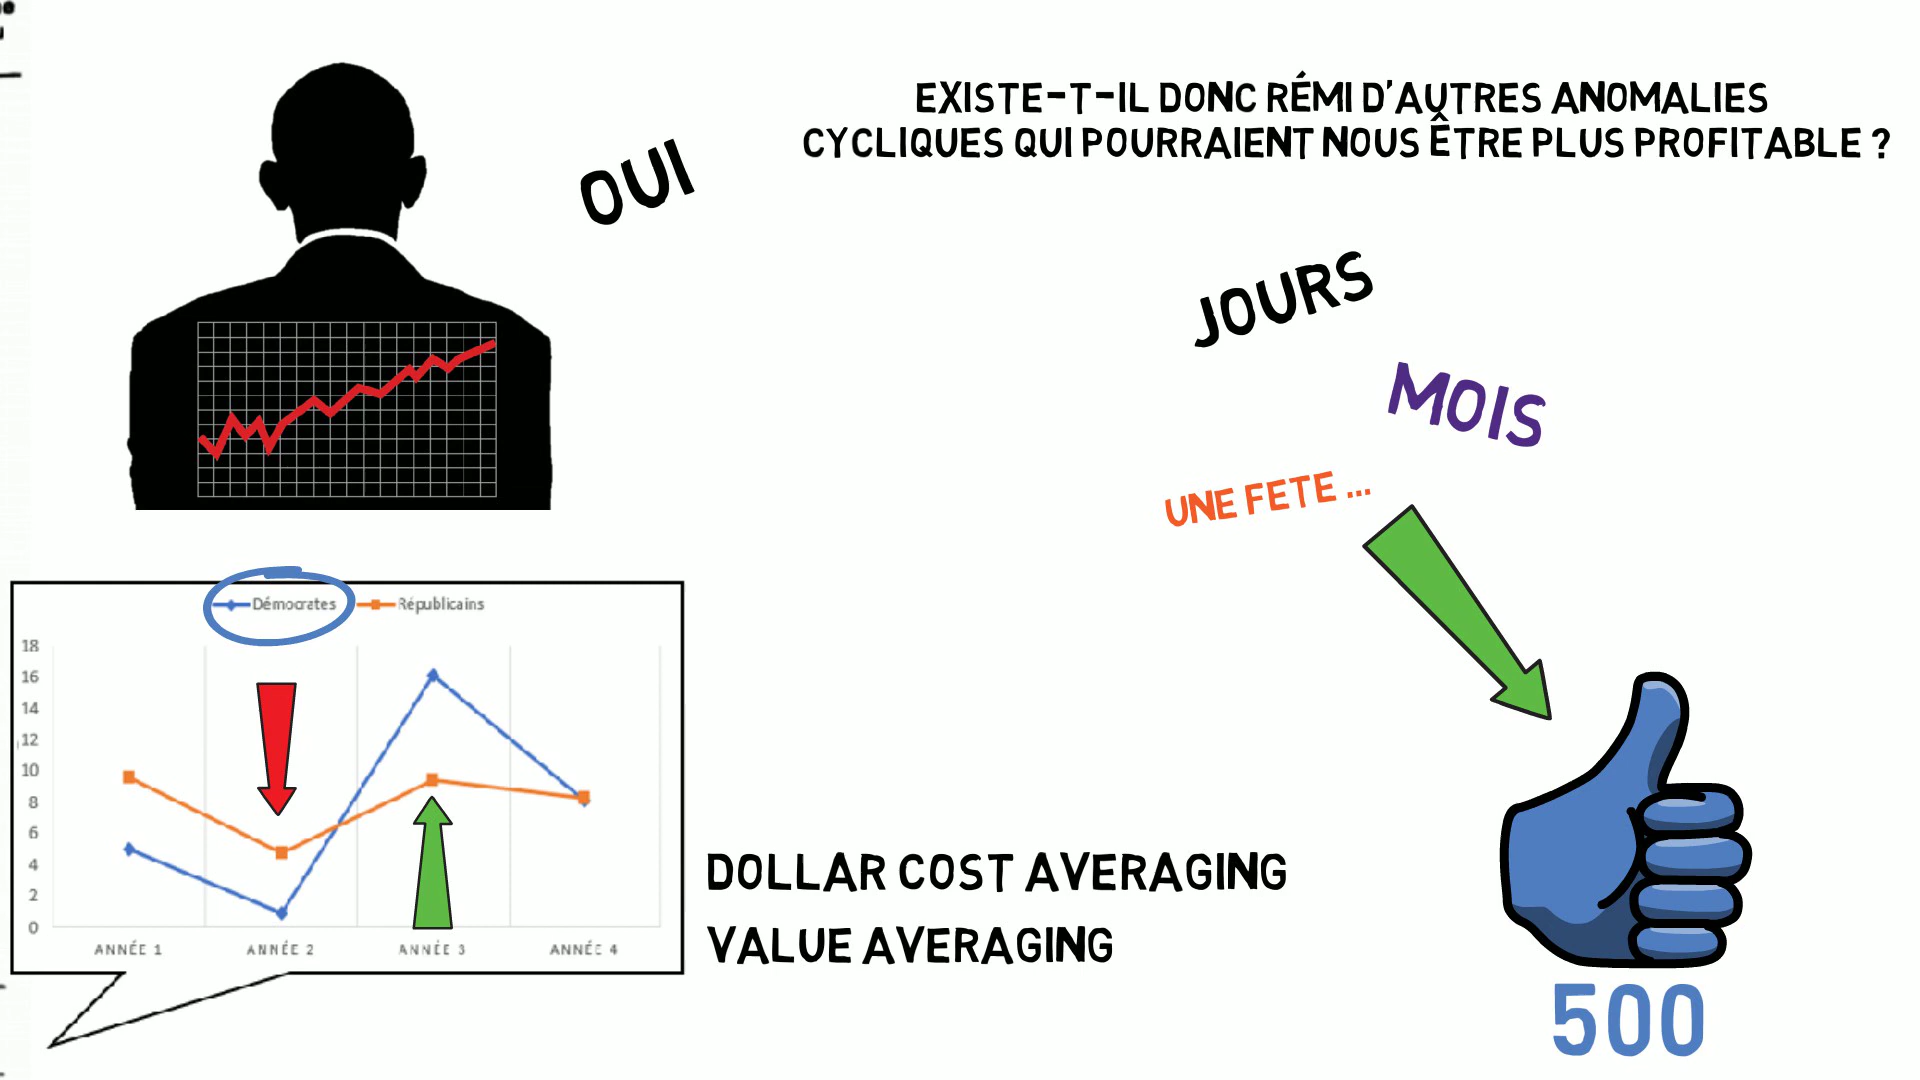 EXISTE-T-IL DONC RÉMI D'AUTRES ANOMALIES
CYCLIQUES QUI POURRAIENT NOUS ÊTRE PLUS PROFITABLE ?
OUI
JOURS
MOIS
UNE FETE ...
Démocrates Républicains
18
16
14
12
10
8
6
4
2
0
ANNÉE 1 ANNÉE 2 ANNÉE 3 ANNÉE 4
DOLLAR COST AVERAGING
VALUE AVERAGING
500